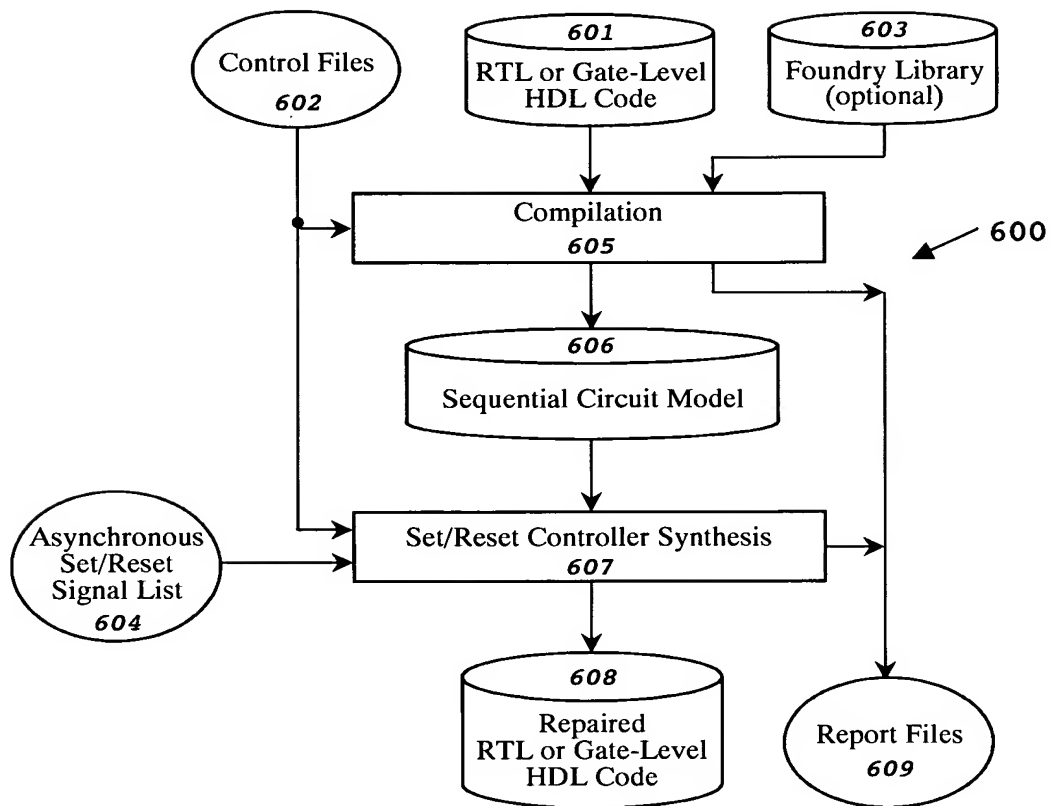 Control Files
602
601
RTL or Gate-Level
HDL Code
603
Foundry Library
(optional)
Compilation
605
600
606
Sequential Circuit Model
Asynchronous
Set/Reset
Signal List
604
Set/Reset Controller Synthesis
607
608
Repaired
RTL or Gate-Level
HDL Code
Report Files
609